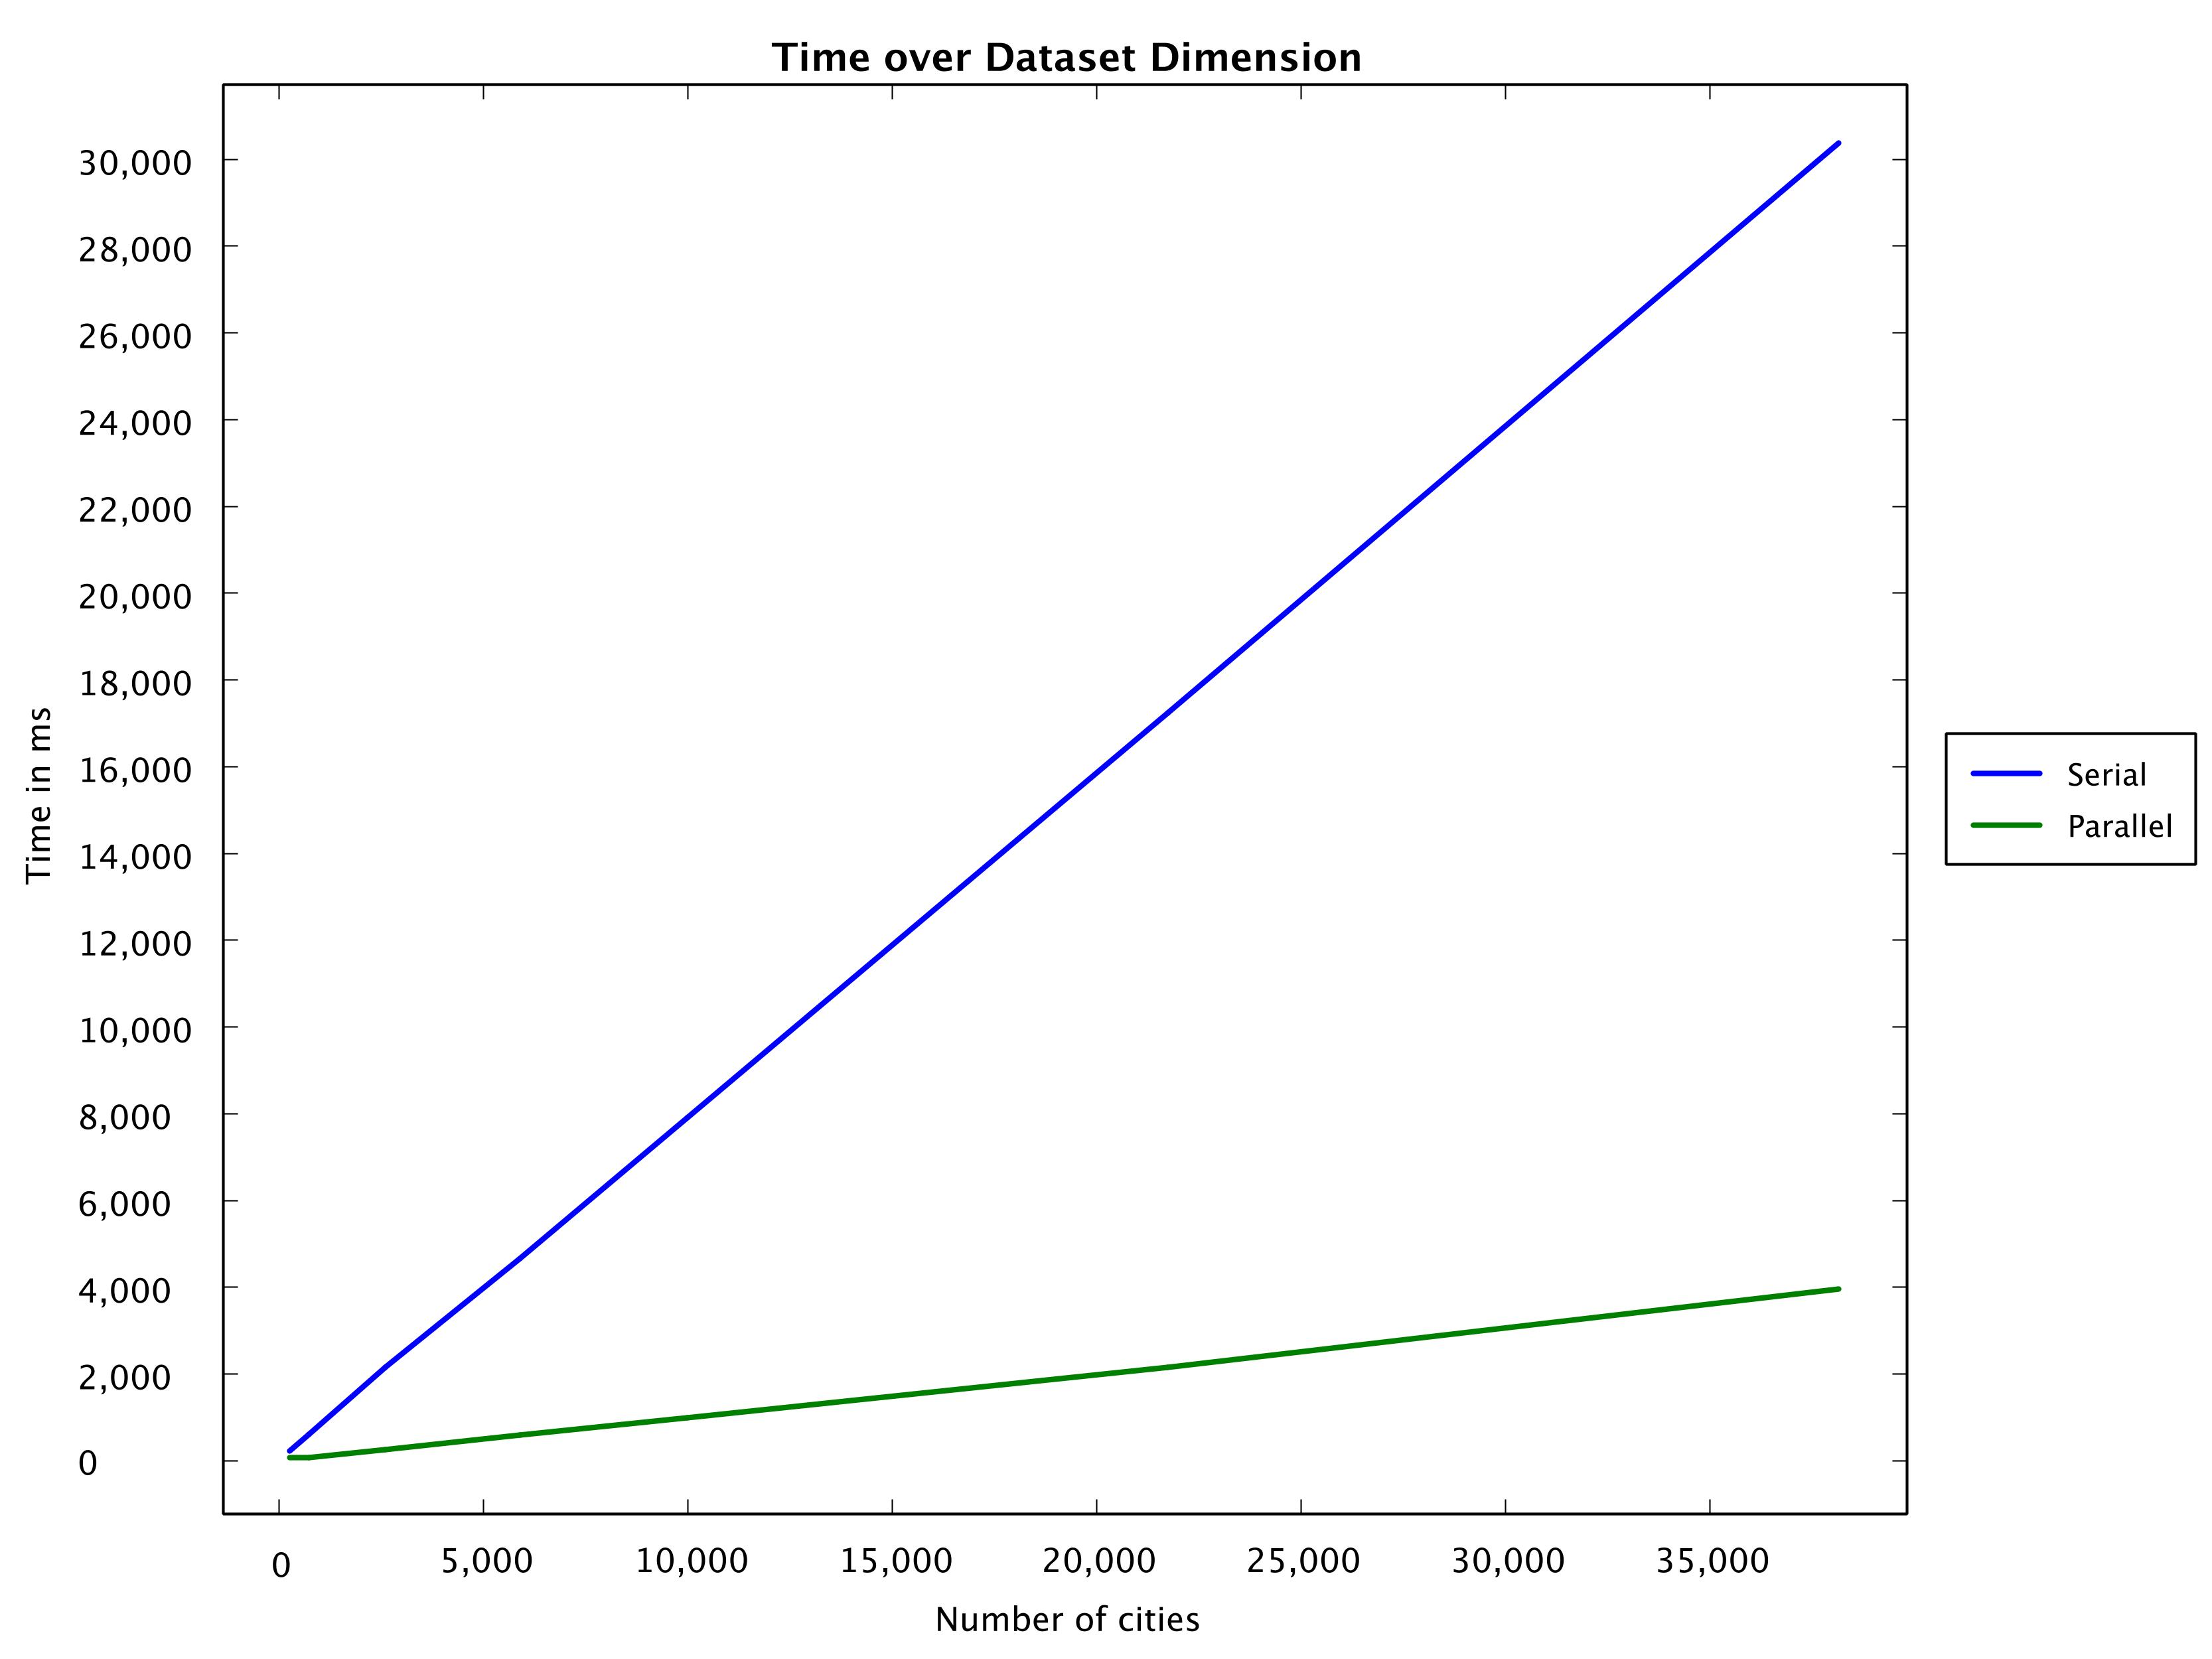 Time over Dataset Dimension
30,000
28,000
26,000
24,000
22,000
20,000
18,000
16,000
14,000
12,000
10,000
8,000
6,000
4,000
2,000
0
Time in ms
Serial
Parallel
0 5,000 10,000 15,000 20,000 25,000 30,000 35,000
Number of cities